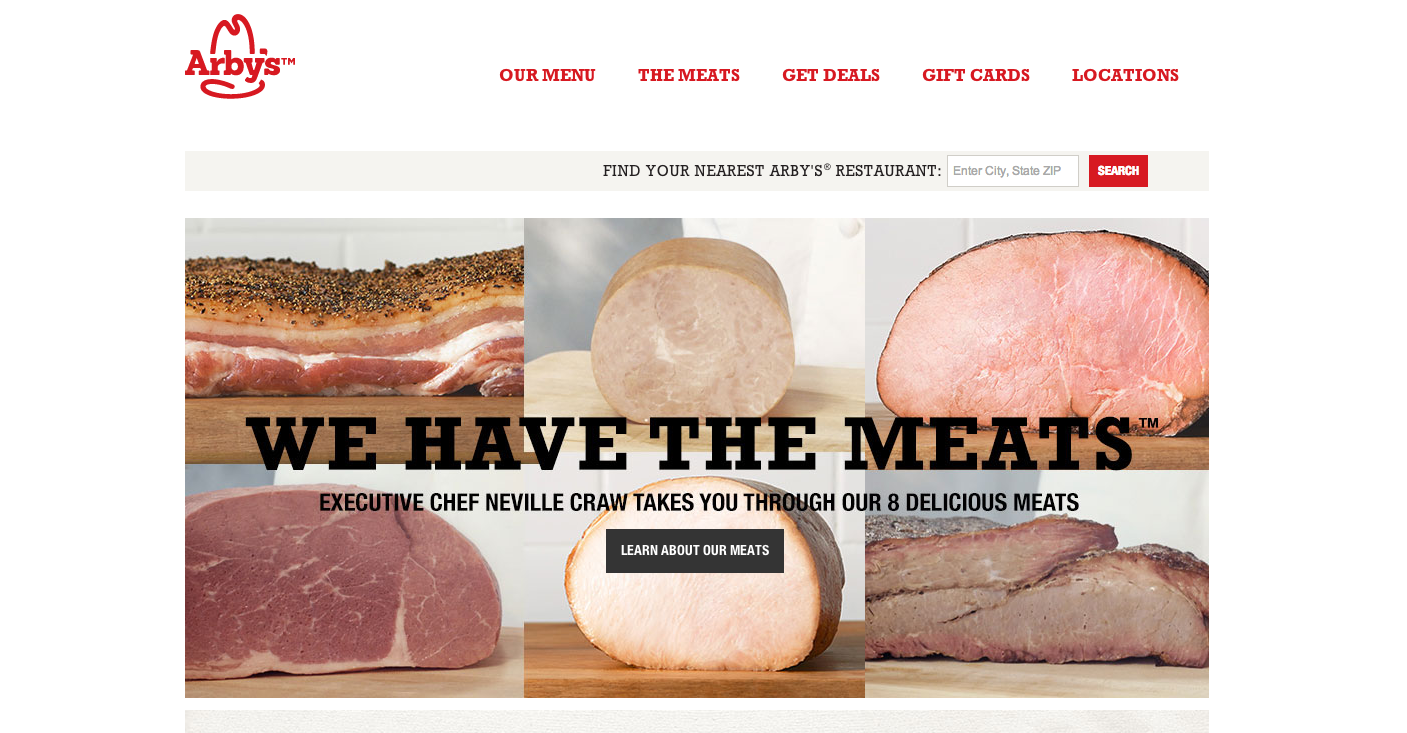 Arby's™
OUR MENU THE MEATS GET DEALS GIFT CARDS LOCATIONS
FIND YOUR NEAREST ARBY'S® RESTAURANT: Enter City, State ZIP SEARCH
WE HAVE THE MEATS™
EXECUTIVE CHEF NEVILLE CRAW TAKES YOU THROUGH OUR 8 DELICIOUS MEATS
LEARN ABOUT OUR MEATS